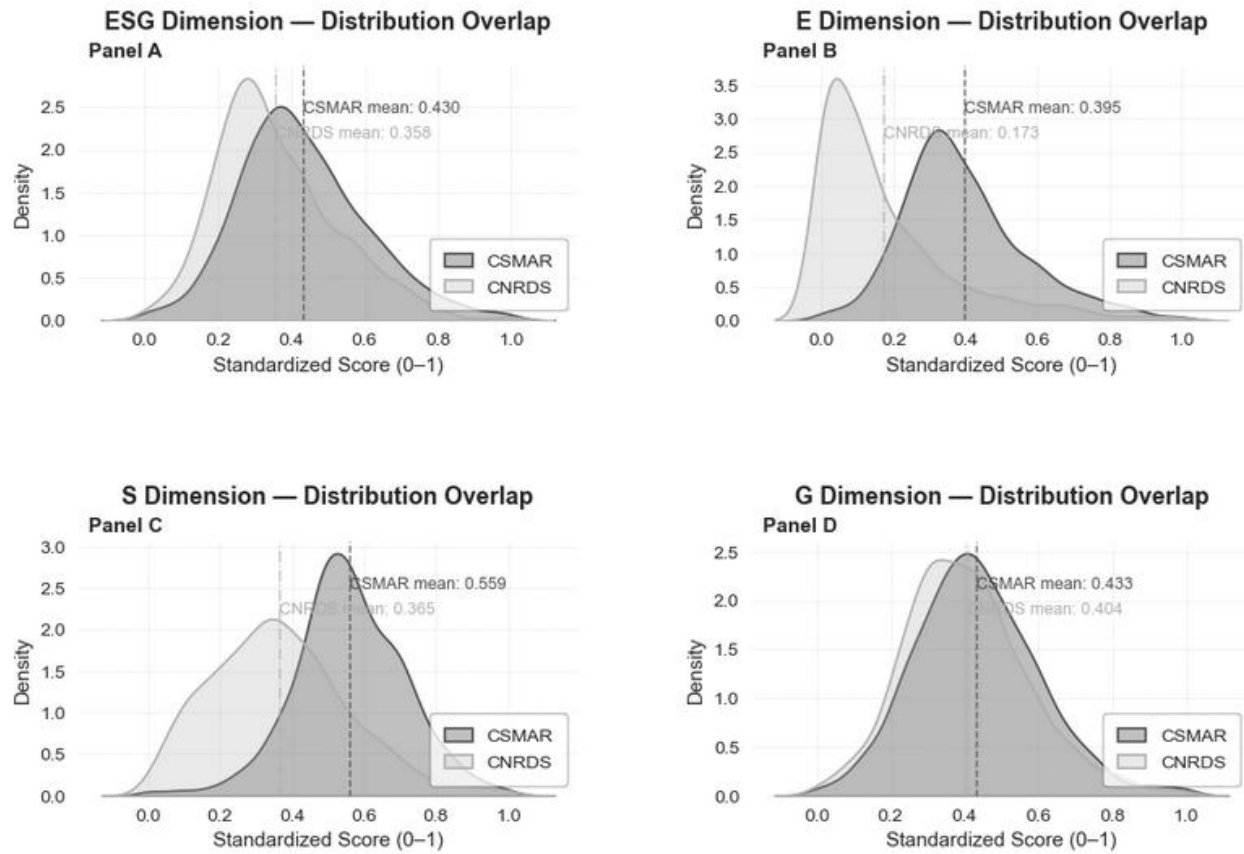 ESG Dimension — Distribution Overlap
Panel A
2.5
2.0
1.5
1.0
0.5
0.0
Density
CSMAR mean: 0.430
CNRDS mean: 0.358
CSMAR
CNRDS
0.0 0.2 0.4 0.6 0.8 1.0
Standardized Score (0–1)
E Dimension — Distribution Overlap
Panel B
3.5
3.0
2.5
2.0
1.5
1.0
0.5
0.0
Density
CSMAR mean: 0.395
CNRDS mean: 0.173
CSMAR
CNRDS
0.0 0.2 0.4 0.6 0.8 1.0
Standardized Score (0–1)
S Dimension — Distribution Overlap
Panel C
3.0
2.5
2.0
1.5
1.0
0.5
0.0
Density
CSMAR mean: 0.559
CNRDS mean: 0.365
CSMAR
CNRDS
0.0 0.2 0.4 0.6 0.8 1.0
Standardized Score (0–1)
G Dimension — Distribution Overlap
Panel D
2.5
2.0
1.5
1.0
0.5
0.0
Density
CSMAR mean: 0.433
CNRDS mean: 0.404
CSMAR
CNRDS
0.0 0.2 0.4 0.6 0.8 1.0
Standardized Score (0–1)